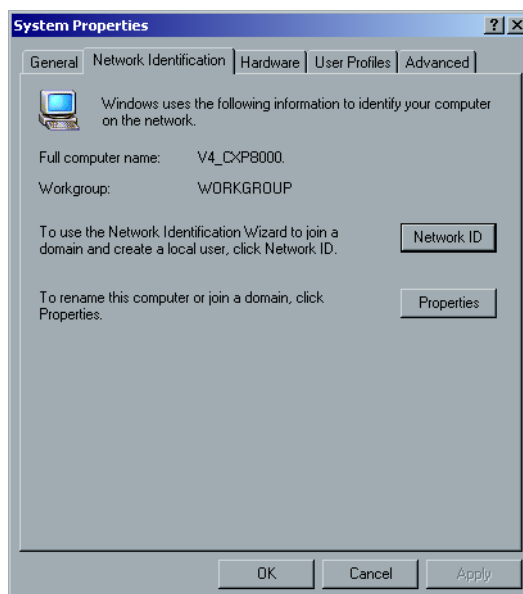 System Properties
General Network Identification Hardware User Profiles Advanced
Windows uses the following information to identify your computer
on the network.
Full computer name: V4_CXP8000.
Workgroup: WORKGROUP
To use the Network Identification Wizard to join a
domain and create a local user, click Network ID.
Network ID
To rename this computer or join a domain, click
Properties.
Properties
OK Cancel Apply